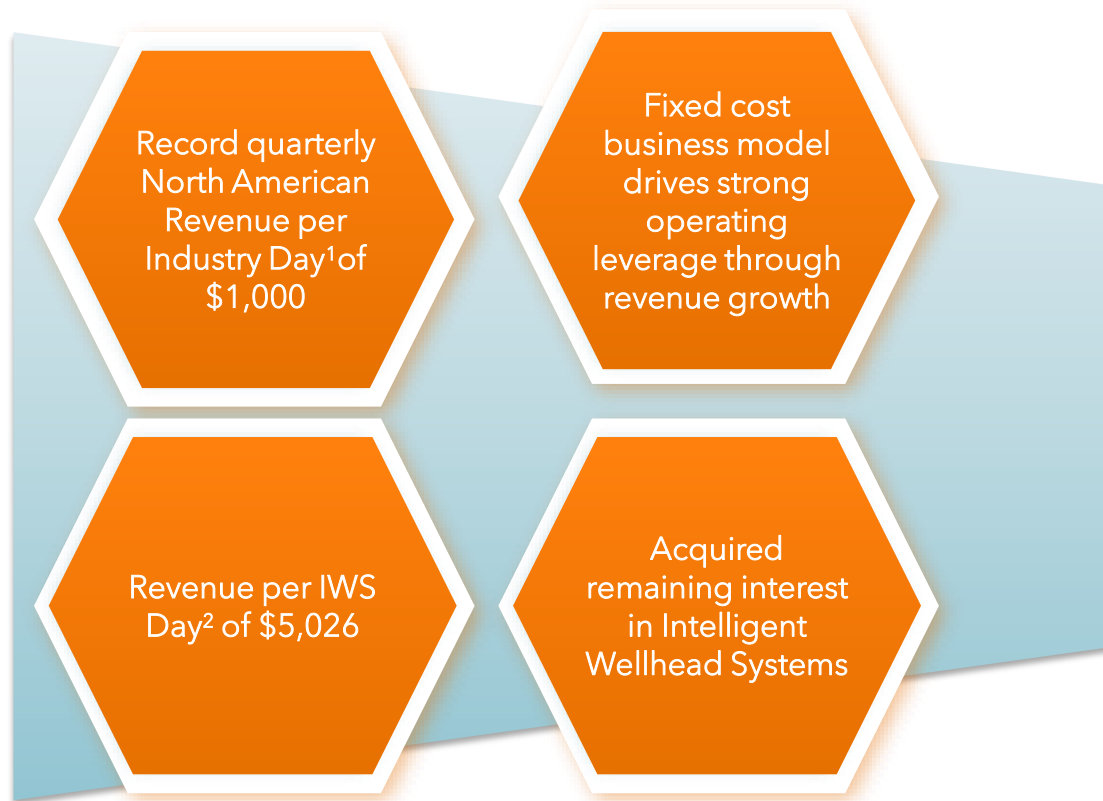 Record quarterly
North American
Revenue per
Industry Day¹of
$1,000
Fixed cost
business model
drives strong
operating
leverage through
revenue growth
Revenue per IWS
Day² of $5,026
Acquired
remaining interest
in Intelligent
Wellhead Systems